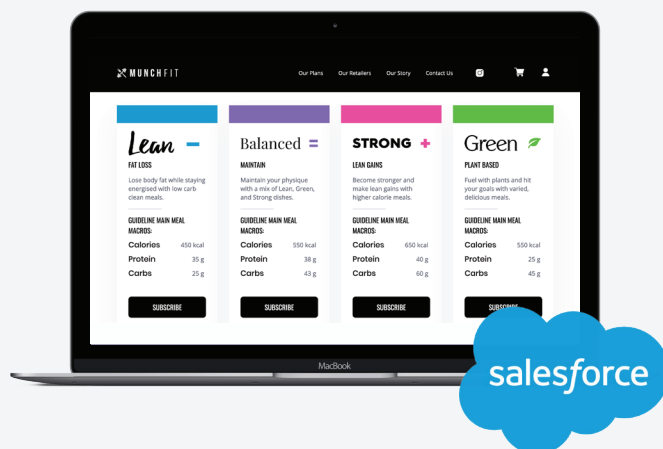 MUNCHFIT
Our Plans Our Retailers Our Story Contact Us
Lean
FAT LOSS
Lose body fat while staying
energised with low carb
clean meals.
GUIDELINE MAIN MEAL
MACROS:
Calories 450 kcal
Protein 35 g
Carbs 25 g
SUBSCRIBE
Balanced =
MAINTAIN
Maintain your physique
with a mix of Lean, Green,
and Strong dishes.
GUIDELINE MAIN MEAL
MACROS:
Calories 550 kcal
Protein 38 g
Carbs 43 g
SUBSCRIBE
STRONG +
LEAN GAINS
Become stronger and
make lean gains with
higher calorie meals.
GUIDELINE MAIN MEAL
MACROS:
Calories 650 kcal
Protein 40 g
Carbs 60 g
SUBSCRIBE
Green
PLANT BASED
Fuel with plants and hit
your goals with varied,
delicious meals.
GUIDELINE MAIN MEAL
MACROS:
Calories 550 kcal
Protein 25 g
Carbs 45 g
SUBSCRIBE
MacBook
salesforce